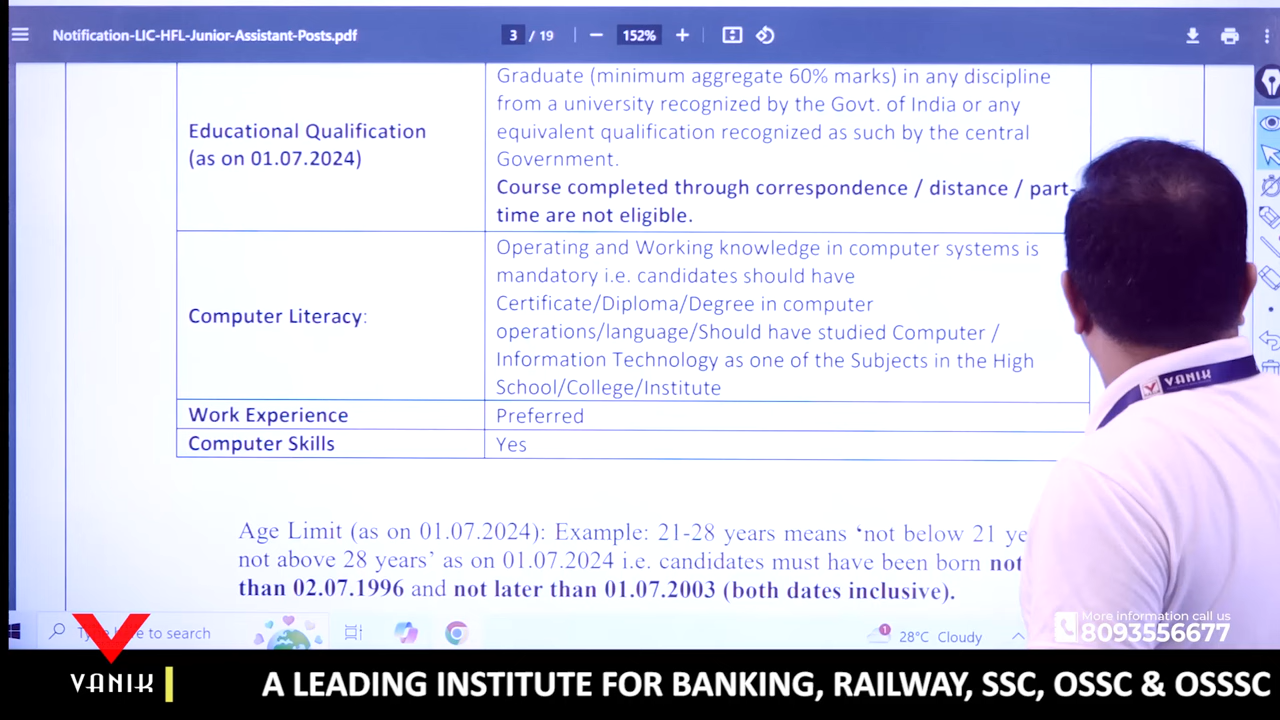 Notification-LIC-HFL-Junior-Assistant-Posts.pdf
3 / 19
152%
Graduate (minimum aggregate 60% marks) in any discipline
from a university recognized by the Govt. of India or any
equivalent qualification recognized as such by the central
Government.
Course completed through correspondence / distance / part-
time are not eligible.
Educational Qualification
(as on 01.07.2024)
Operating and Working knowledge in computer systems is
mandatory i.e. candidates should have
Certificate/Diploma/Degree in computer
operations/language/Should have studied Computer /
Information Technology as one of the Subjects in the High
School/College/Institute
Computer Literacy:
Work Experience
Preferred
Computer Skills
Yes
Age Limit (as on 01.07.2024): Example: 21-28 years means ‘not below 21 ye
not above 28 years’ as on 01.07.2024 i.e. candidates must have been born not
than 02.07.1996 and not later than 01.07.2003 (both dates inclusive).
VANIK
to search
1
28°C Cloudy
More information call us
8093556677
VANIK
A LEADING INSTITUTE FOR BANKING, RAILWAY, SSC, OSSC & OSSSC